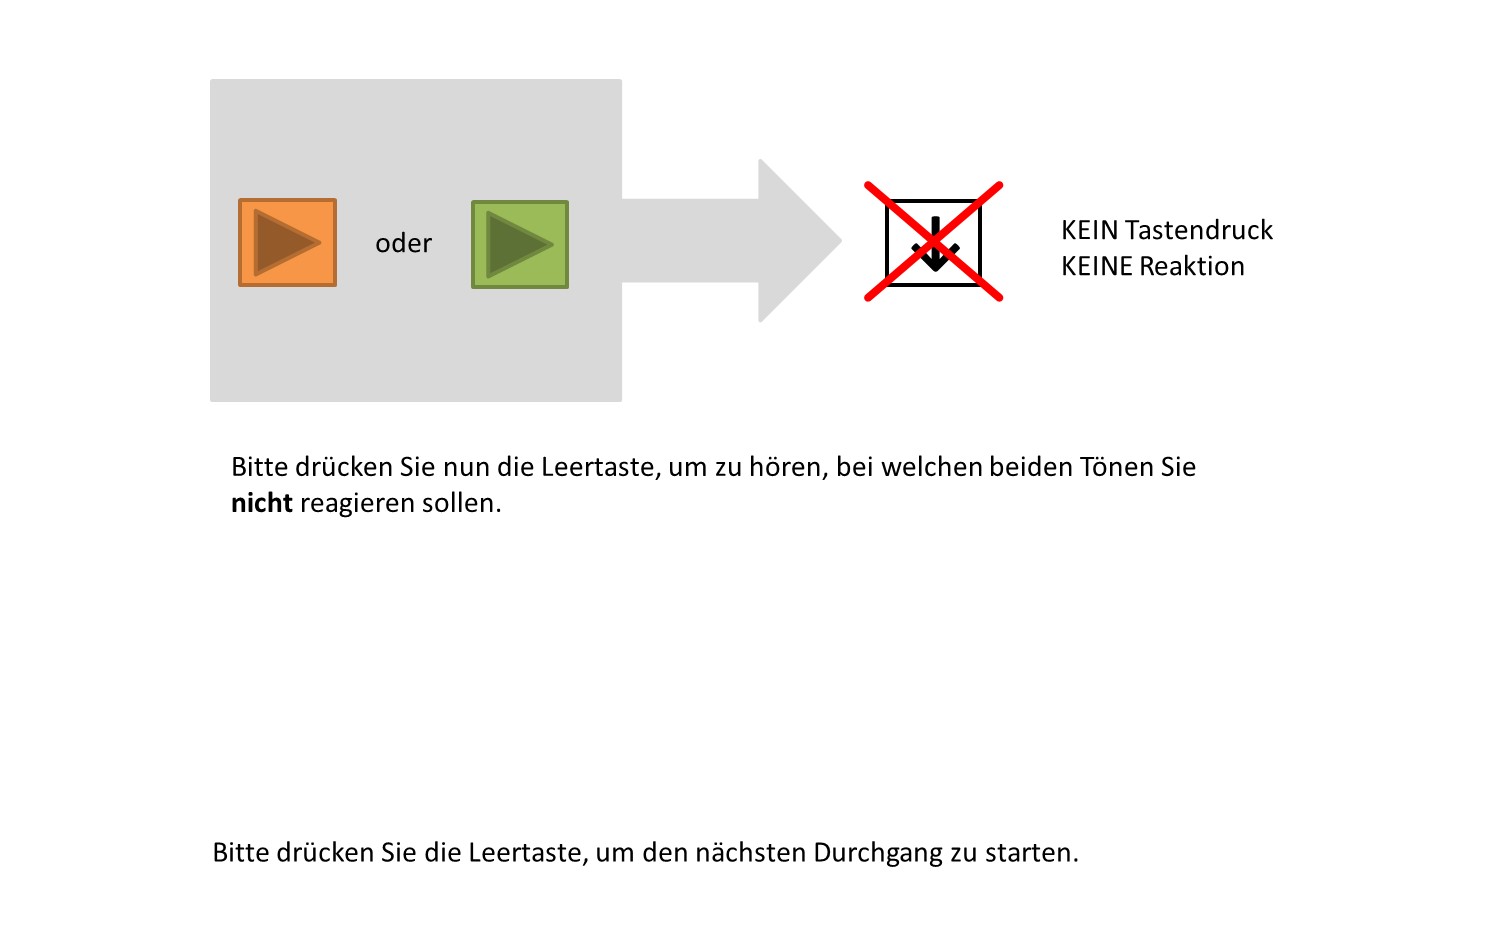 oder
KEIN Tastendruck
KEINE Reaktion
Bitte drücken Sie nun die Leertaste, um zu hören, bei welchen beiden Tönen Sie
nicht reagieren sollen.
Bitte drücken Sie die Leertaste, um den nächsten Durchgang zu starten.